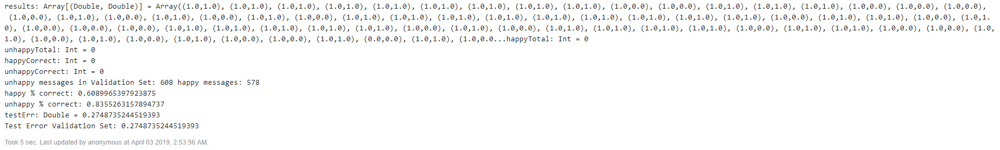 results: Array[(Double, Double)] = Array((1.0,1.0), (1.0,1.0), (1.0,1.0), (1.0,1.0), (1.0,1.0), (1.0,1.0), (1.0,1.0), (1.0,1.0), (1.0,1.0), (1.0,0.0), (1.0,0.0), (1.0,1.0), (1.0,1.0), (1.0,1.0), (1.0,0.0), (1.0,0.0), (1.0,0.0),
(1.0,0.0), (1.0,1.0), (1.0,0.0), (1.0,1.0), (1.0,0.0), (1.0,1.0), (1.0,0.0), (1.0,1.0), (1.0,1.0), (1.0,1.0), (1.0,1.0), (1.0,1.0), (1.0,1.0), (1.0,1.0), (1.0,1.0), (1.0,0.0), (1.0,1.0), (1.0,1.0), (1.0,0.0), (1.0,1.
0), (1.0,0.0), (1.0,0.0), (1.0,0.0), (1.0,1.0), (1.0,1.0), (1.0,1.0), (1.0,1.0), (1.0,1.0), (1.0,0.0), (1.0,1.0), (1.0,0.0), (1.0,1.0), (1.0,1.0), (1.0,1.0), (1.0,1.0), (1.0,0.0), (1.0,1.0), (1.0,1.0), (1.0,0.0), (1.0,0.0), (1.0,
1.0), (1.0,0.0), (1.0,1.0), (1.0,0.0), (1.0,1.0), (1.0,0.0), (1.0,0.0), (1.0,1.0), (0.0,0.0), (1.0,1.0), (1.0,0.0...happyTotal: Int = 0
unhappyTotal: Int = 0
happyCorrect: Int = 0
unhappyCorrect: Int = 0
unhappy messages in Validation Set: 608 happy messages: 578
happy % correct: 0.6089965397923875
unhappy % correct: 0.8355263157894737
testErr: Double = 0.2748735244519393
Test Error Validation Set: 0.2748735244519393
Took 5 sec. Last updated by anonymous at April 03 2019, 2:53:56 AM.